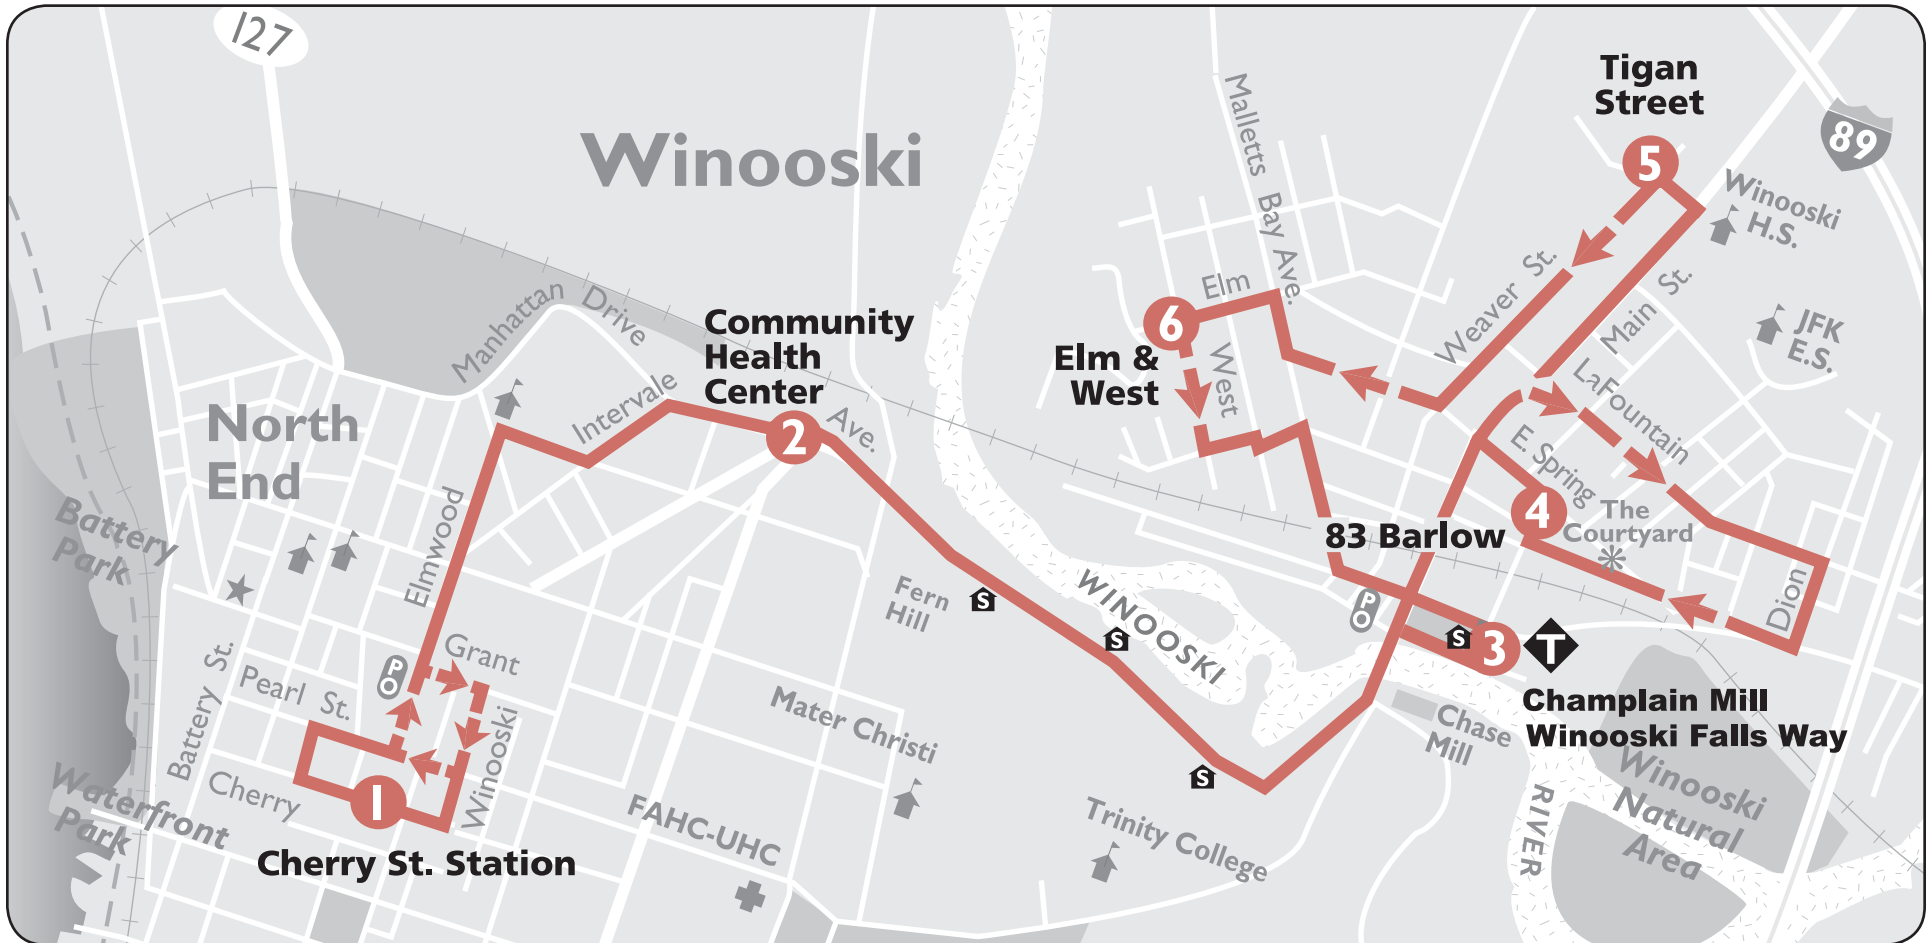 127
Tigan
Street
89
Winooski
5
Winooski
H.S.
Malletts Bay Ave.
Weaver St.
Main St.
JFK
E.S.
Elm
6
Elm &
West
West
LaFountain
Manhattan Drive
Community
Health
Center
2
Intervale Ave.
North
End
E. Spring
4
The
Courtyard
83 Barlow
Battery
Park
Elmwood
Fern
Hill
S
S
S
WINOOSKI
P
S
3
T
Dion
Champlain Mill
Winooski Falls Way
Grant
P
Pearl St.
Battery St.
Winooski
Cherry
1
Cherry St. Station
Waterfront
Park
Mater Christi
FAHC-UHC
Trinity College
Chase
Mill
RIVER
Winooski
Natural
Area